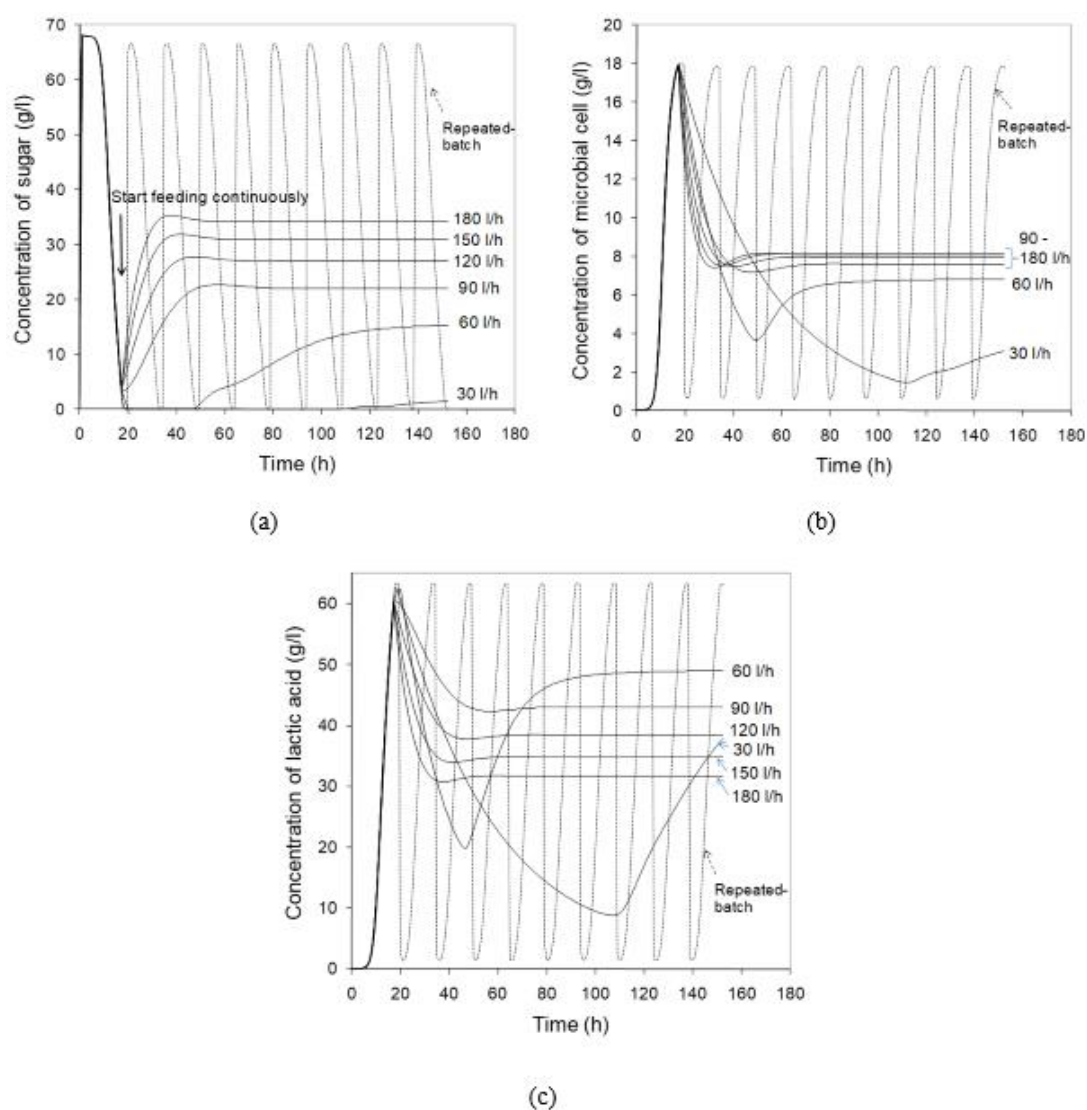 70
60
50
40
30
20
10
0
Concentration of sugar (g/l)
Start feeding continuously
Repeated-
batch
180 l/h
150 l/h
120 l/h
90 l/h
60 l/h
30 l/h
0 20 40 60 80 100 120 140 160 180
Time (h)
(a)
20
18
16
14
12
10
8
6
4
2
0
Concentration of microbial cell (g/l)
Repeated-
batch
90 -
180 l/h
60 l/h
30 l/h
0 20 40 60 80 100 120 140 160 180
Time (h)
(b)
60
50
40
30
20
10
0
Concentration of lactic acid (g/l)
60 l/h
90 l/h
120 l/h
30 l/h
150 l/h
180 l/h
Repeated-
batch
0 20 40 60 80 100 120 140 160 180
Time (h)
(c)